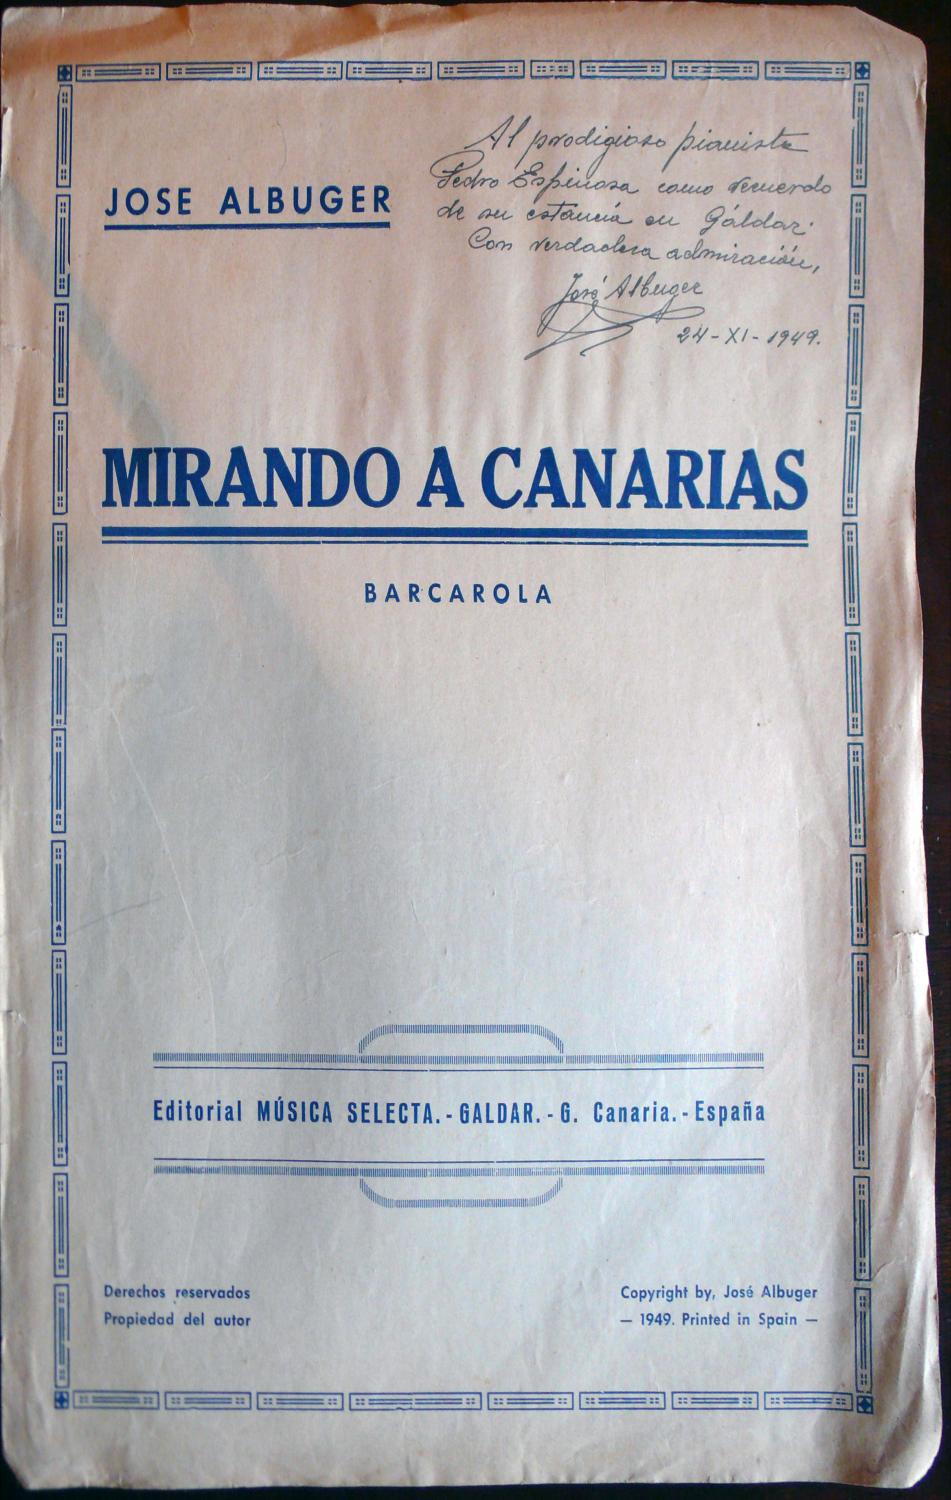 JOSE ALBUGER
Al prodigioso pianista
Pedro Espinosa como recuerdo
de su estancia en Gáldar.
Con verdadera admiración,
José Albuger
24-XI-1949.
MIRANDO A CANARIAS
BARCAROLA
Editorial MÚSICA SELECTA.-GALDAR.-G. Canaria.-España
Derechos reservados
Propiedad del autor
Copyright by, José Albuger
— 1949. Printed in Spain —